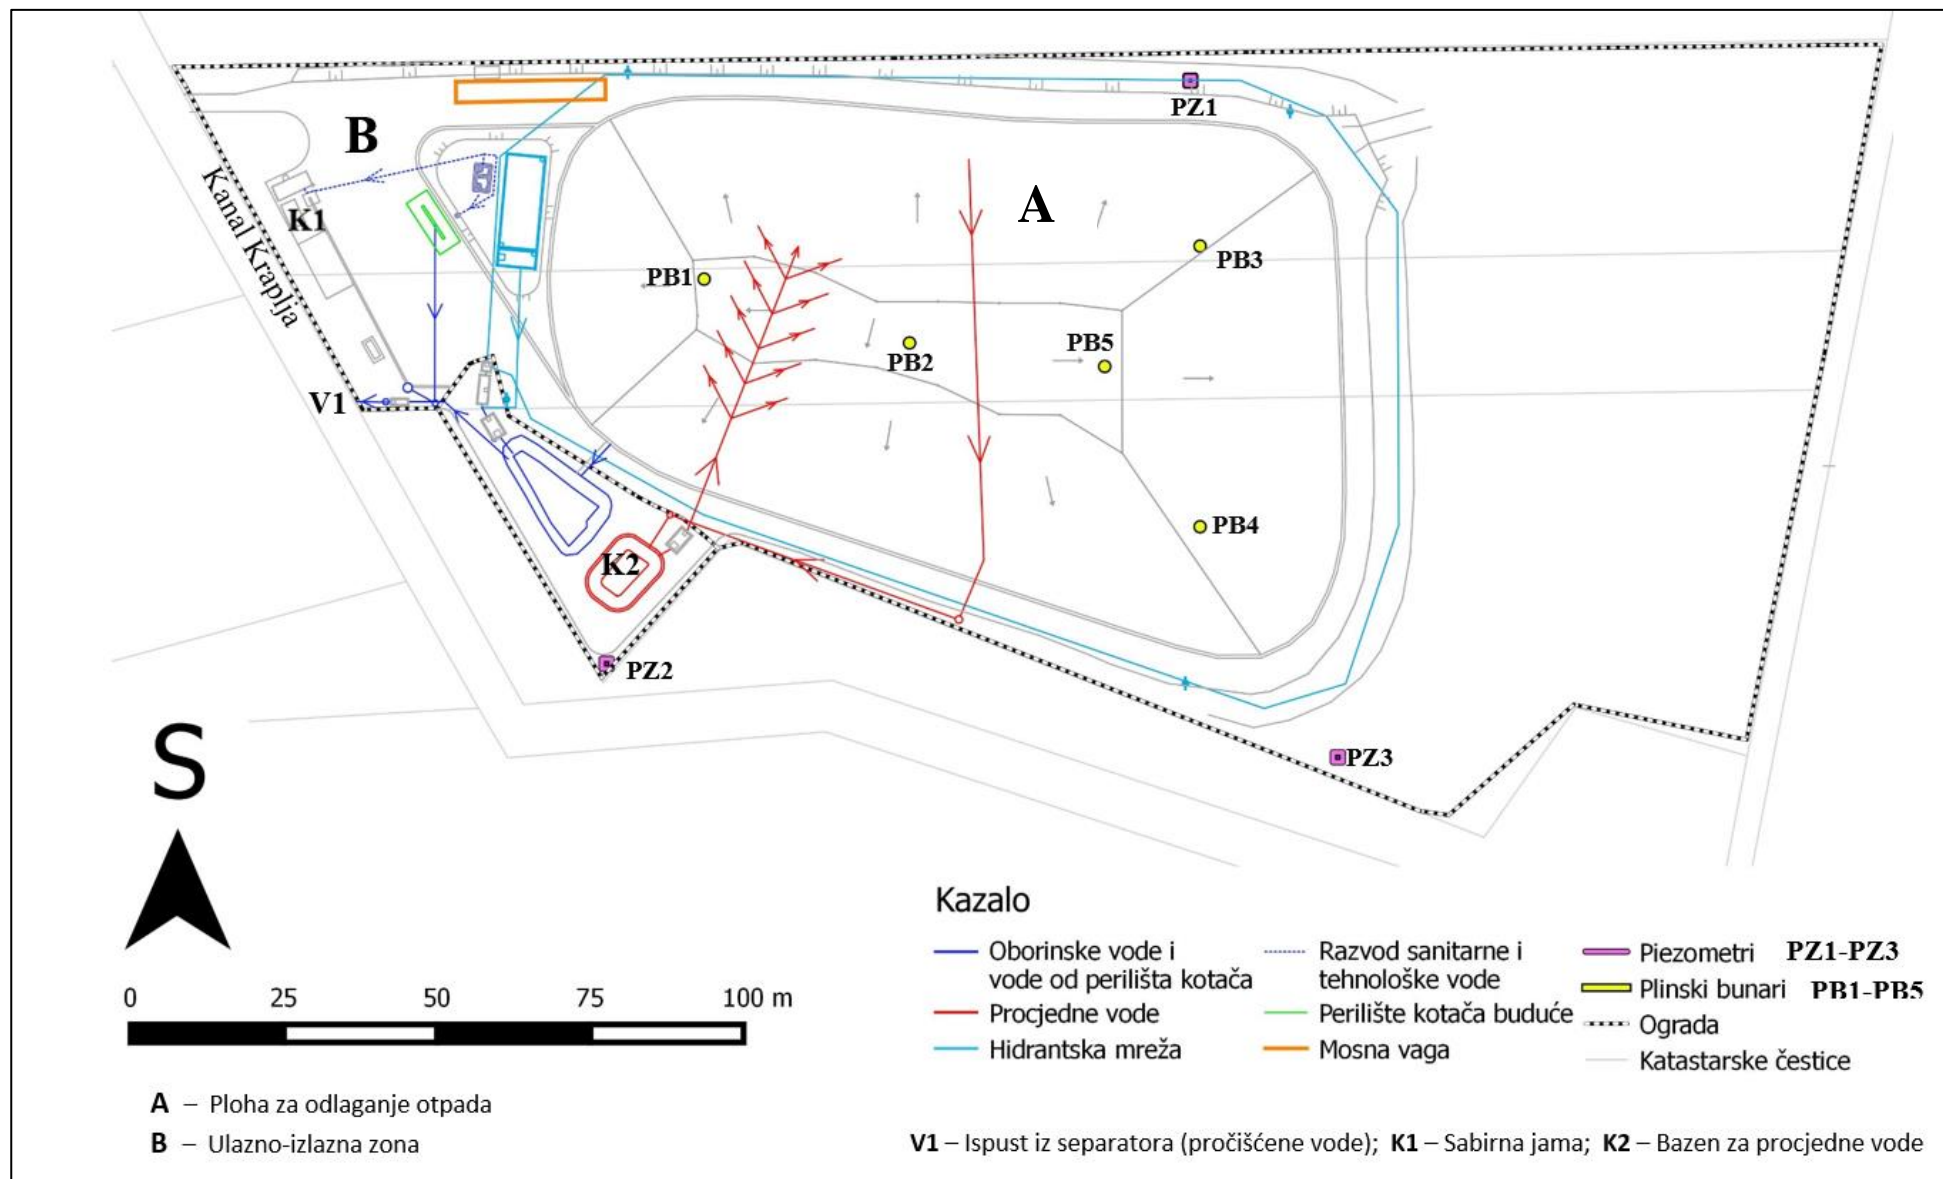 PZ1
B
A
Kanal Kraplja
K1
PB3
PB1
PB5
PB2
V1
PB4
K2
PZ2
PZ3
S
Kazalo
Oborinske vode i
vode od perilišta kotača
Procjedne vode
Hidrantska mreža
Razvod sanitarne i
tehnološke vode
Perilište kotača buduće
Mosna vaga
Piezometri PZ1-PZ3
Plinski bunari PB1-PB5
Ograda
Katastarske čestice
0 25 50 75 100 m
A – Ploha za odlaganje otpada
B – Ulazno-izlazna zona
V1 – Ispust iz separatora (pročišćene vode); K1 – Sabirna jama; K2 – Bazen za procjedne vode